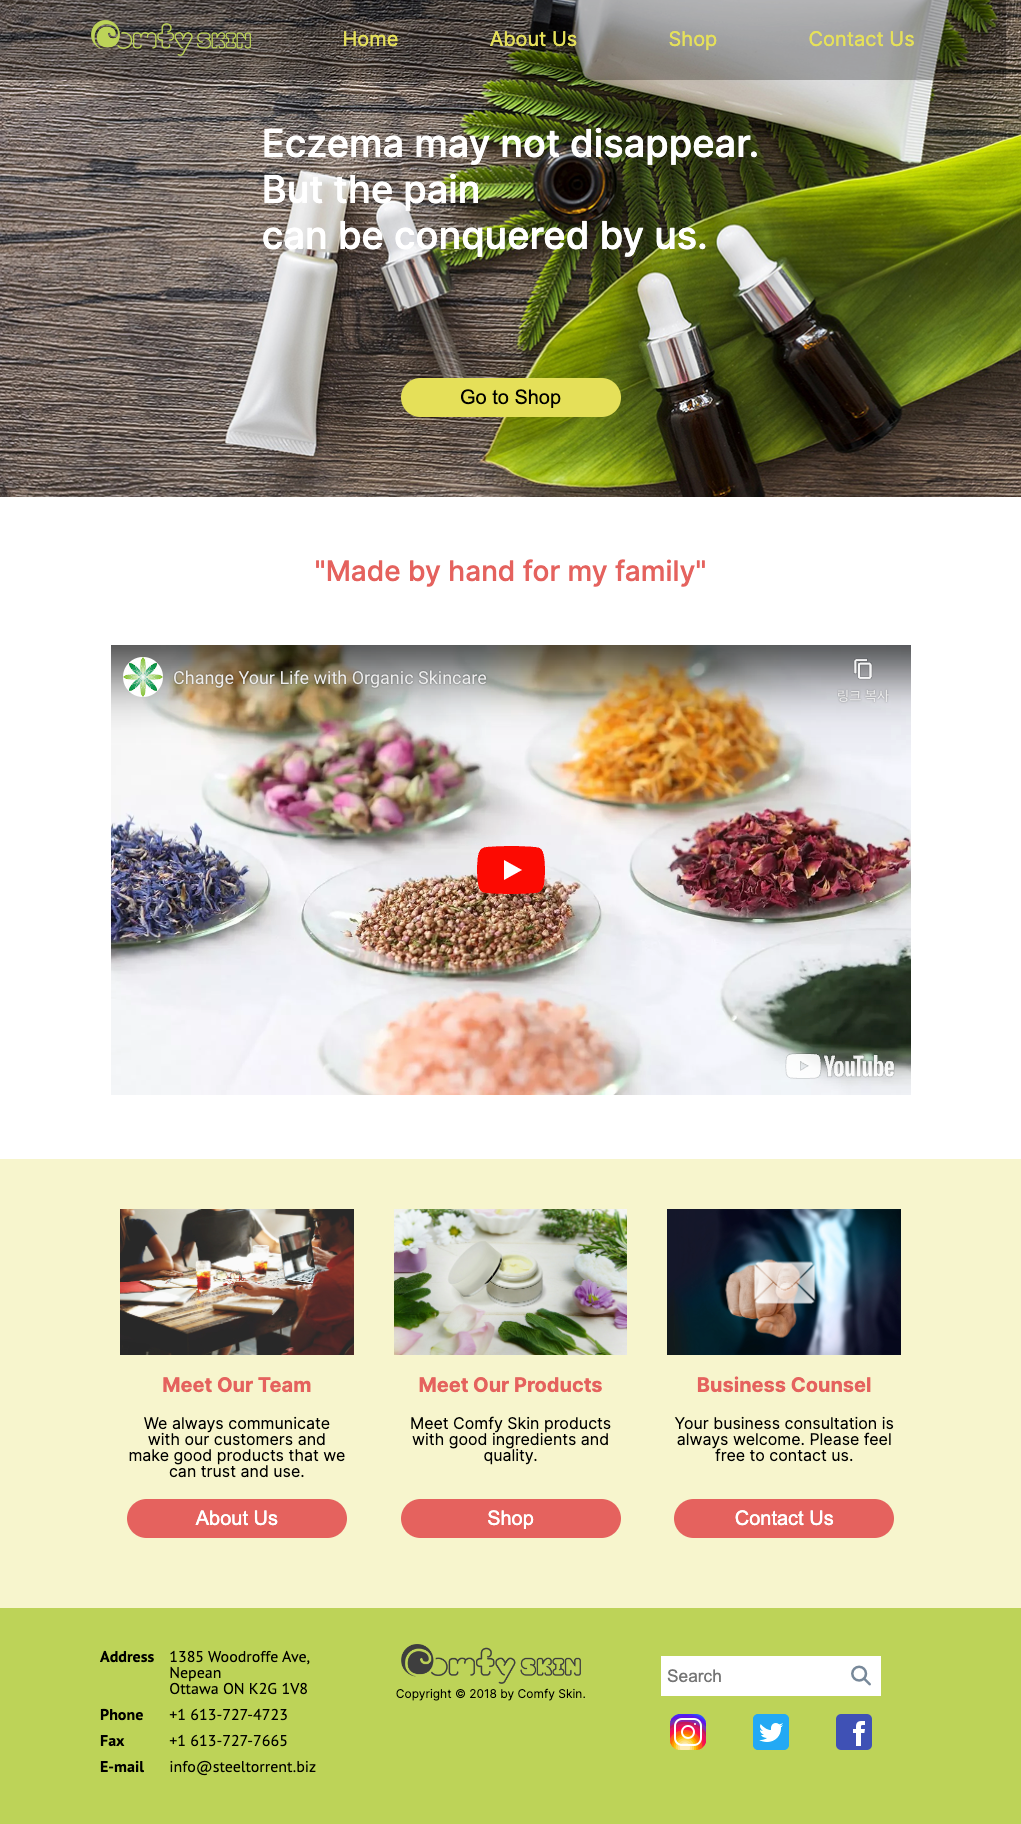 Comfy Skin
Home
About Us
Shop
Contact Us
Eczema may not disappear.
But the pain
can be conquered by us.
Go to Shop
"Made by hand for my family"
Change Your Life with Organic Skincare
링크 복사
YouTube
Meet Our Team
We always communicate
with our customers and
make good products that we
can trust and use.
About Us
Meet Our Products
Meet Comfy Skin products
with good ingredients and
quality.
Shop
Business Counsel
Your business consultation is
always welcome. Please feel
free to contact us.
Contact Us
Address 1385 Woodroffe Ave,
Nepean
Ottawa ON K2G 1V8
Phone +1 613-727-4723
Fax +1 613-727-7665
E-mail info@steeltorrent.biz
Comfy Skin
Copyright © 2018 by Comfy Skin.
Search